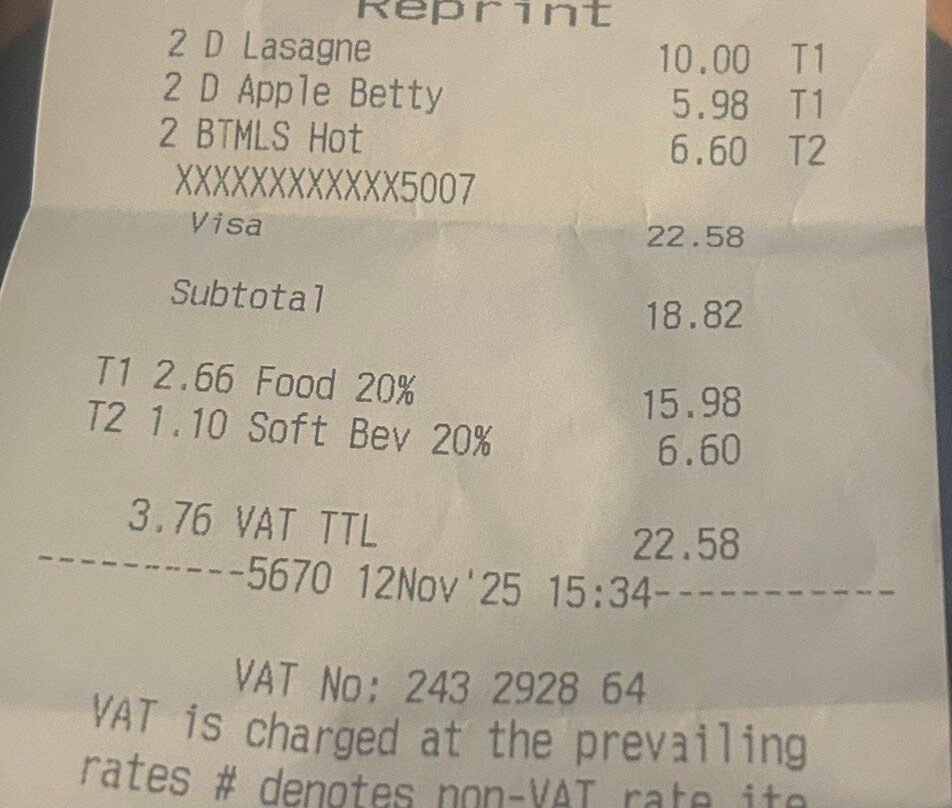 Reprint
2 D Lasagne 10.00 T1
2 D Apple Betty 5.98 T1
2 BTMLS Hot 6.60 T2
XXXXXXXXXXXX5007
Visa 22.58
Subtotal 18.82
T1 2.66 Food 20% 15.98
T2 1.10 Soft Bev 20% 6.60
3.76 VAT TTL 22.58
----------5670 12Nov'25 15:34-----------
VAT No: 243 2928 64
VAT is charged at the prevailing
rates # denotes non-VAT rate ite